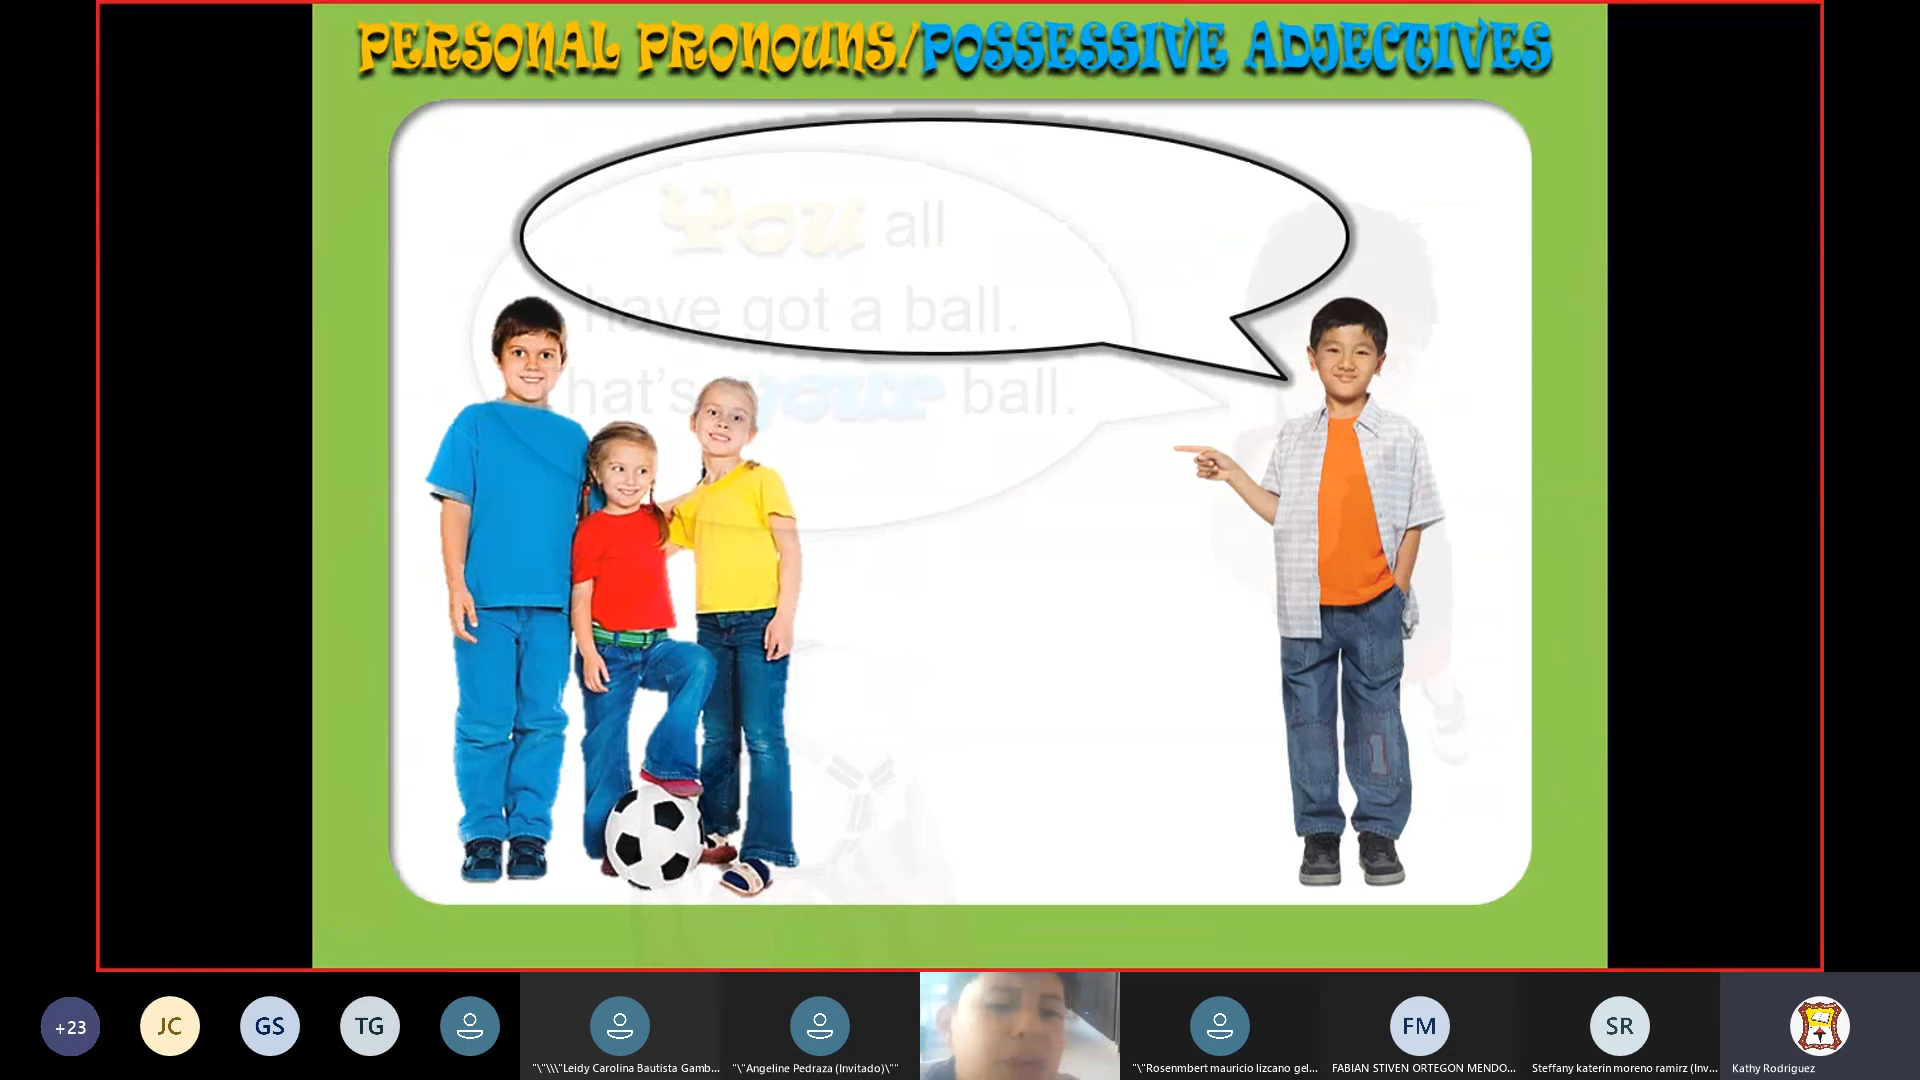 PERSONAL PRONOUNS/POSSESSIVE ADJECTIVES
You all
have got a ball.
hat's your ball.
1
+23
JC
GS
TG
FM
SR
"\"\\\"Leidy Carolina Bautista Gamb...
"\"Angeline Pedraza (Invitado)\""
"\"Rosenmbert mauricio lizcano gel...
FABIAN STIVEN ORTEGON MENDO...
Steffany katerin moreno ramirz (Inv...
Kathy Rodriguez